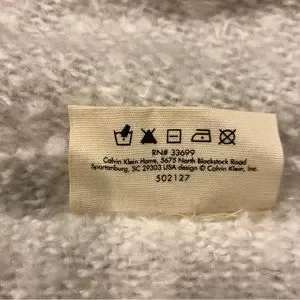 RN# 33699
Calvin Klein Home, 5675 North Blackstock Road
Spartanburg, SC 29303 USA design © Calvin Klein, Inc.
502127